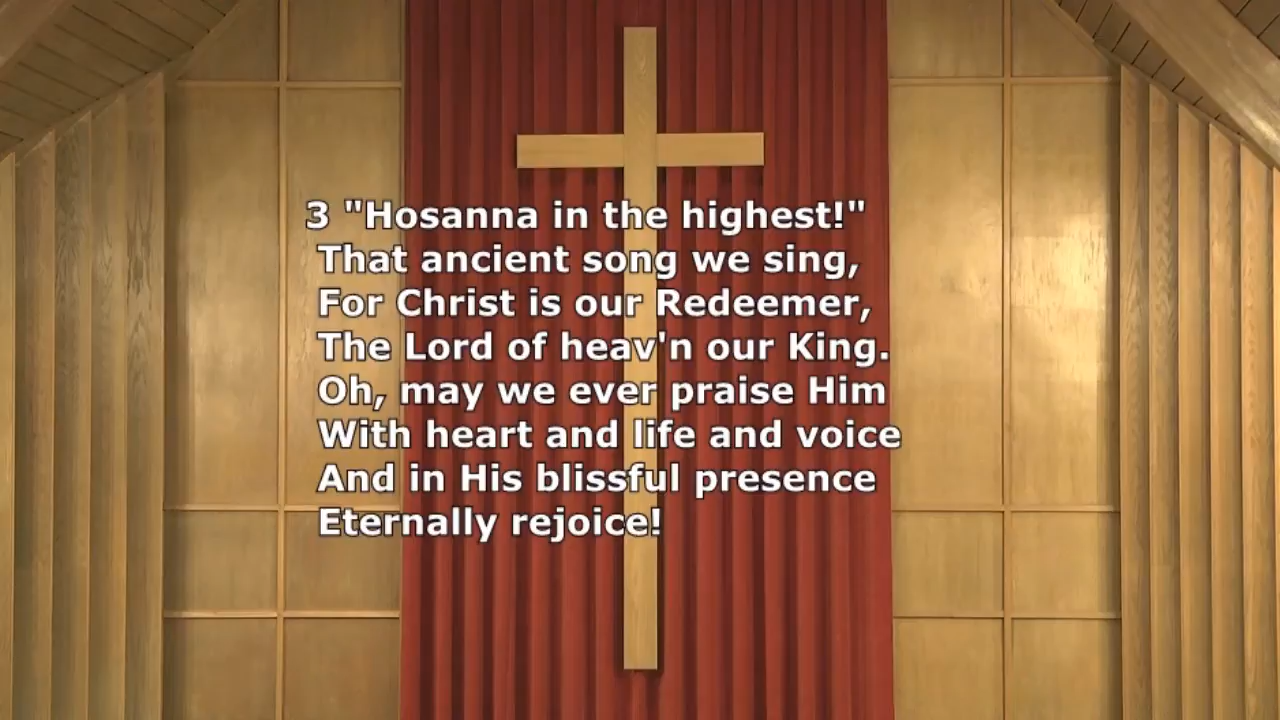 3 "Hosanna in the highest!"
That ancient song we sing,
For Christ is our Redeemer,
The Lord of heav'n our King.
Oh, may we ever praise Him
With heart and life and voice
And in His blissful presence
Eternally rejoice!